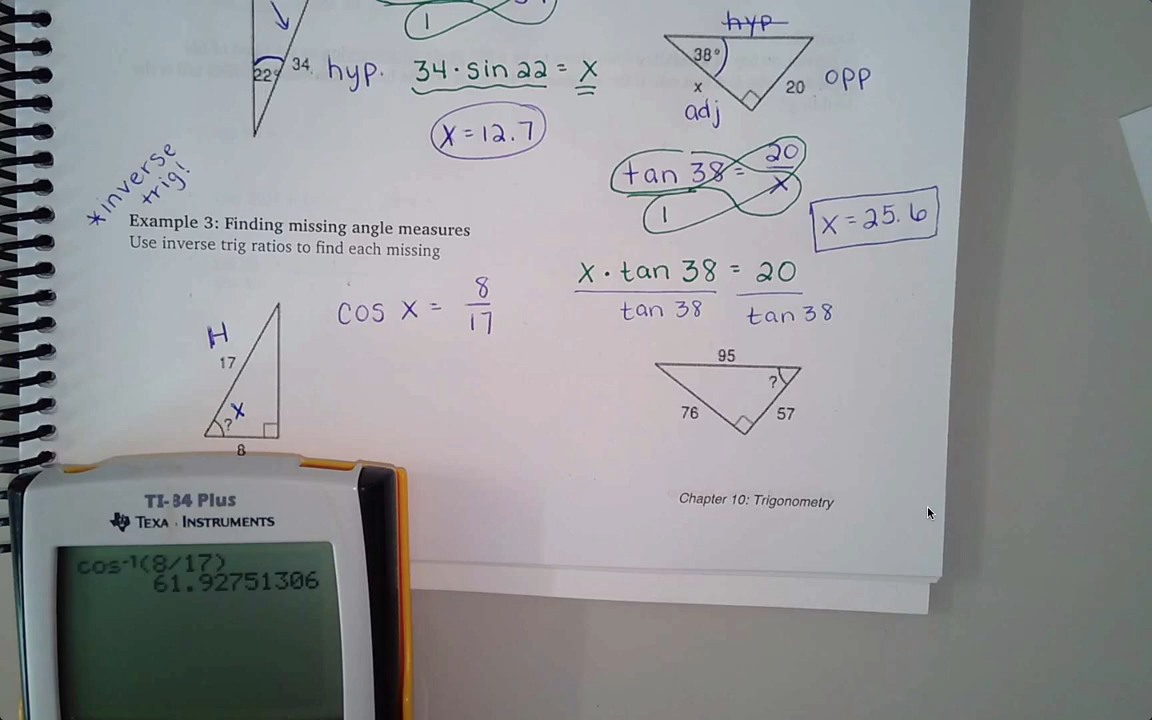 1
22°
34
hyp.
34·sin 22 = x
x = 12.7
hyp
38°
x
20
opp
adj
tan 38 = 20/x
1
x = 25.6
x · tan 38 = 20
tan 38 tan 38
*inverse
trig!
Example 3: Finding missing angle measures
Use inverse trig ratios to find each missing
cos x = 8/17
H
17
? x
8
95
?
76
57
Chapter 10: Trigonometry
TI-84 Plus
TEXAS INSTRUMENTS
cos⁻¹(8/17)
61.92751306